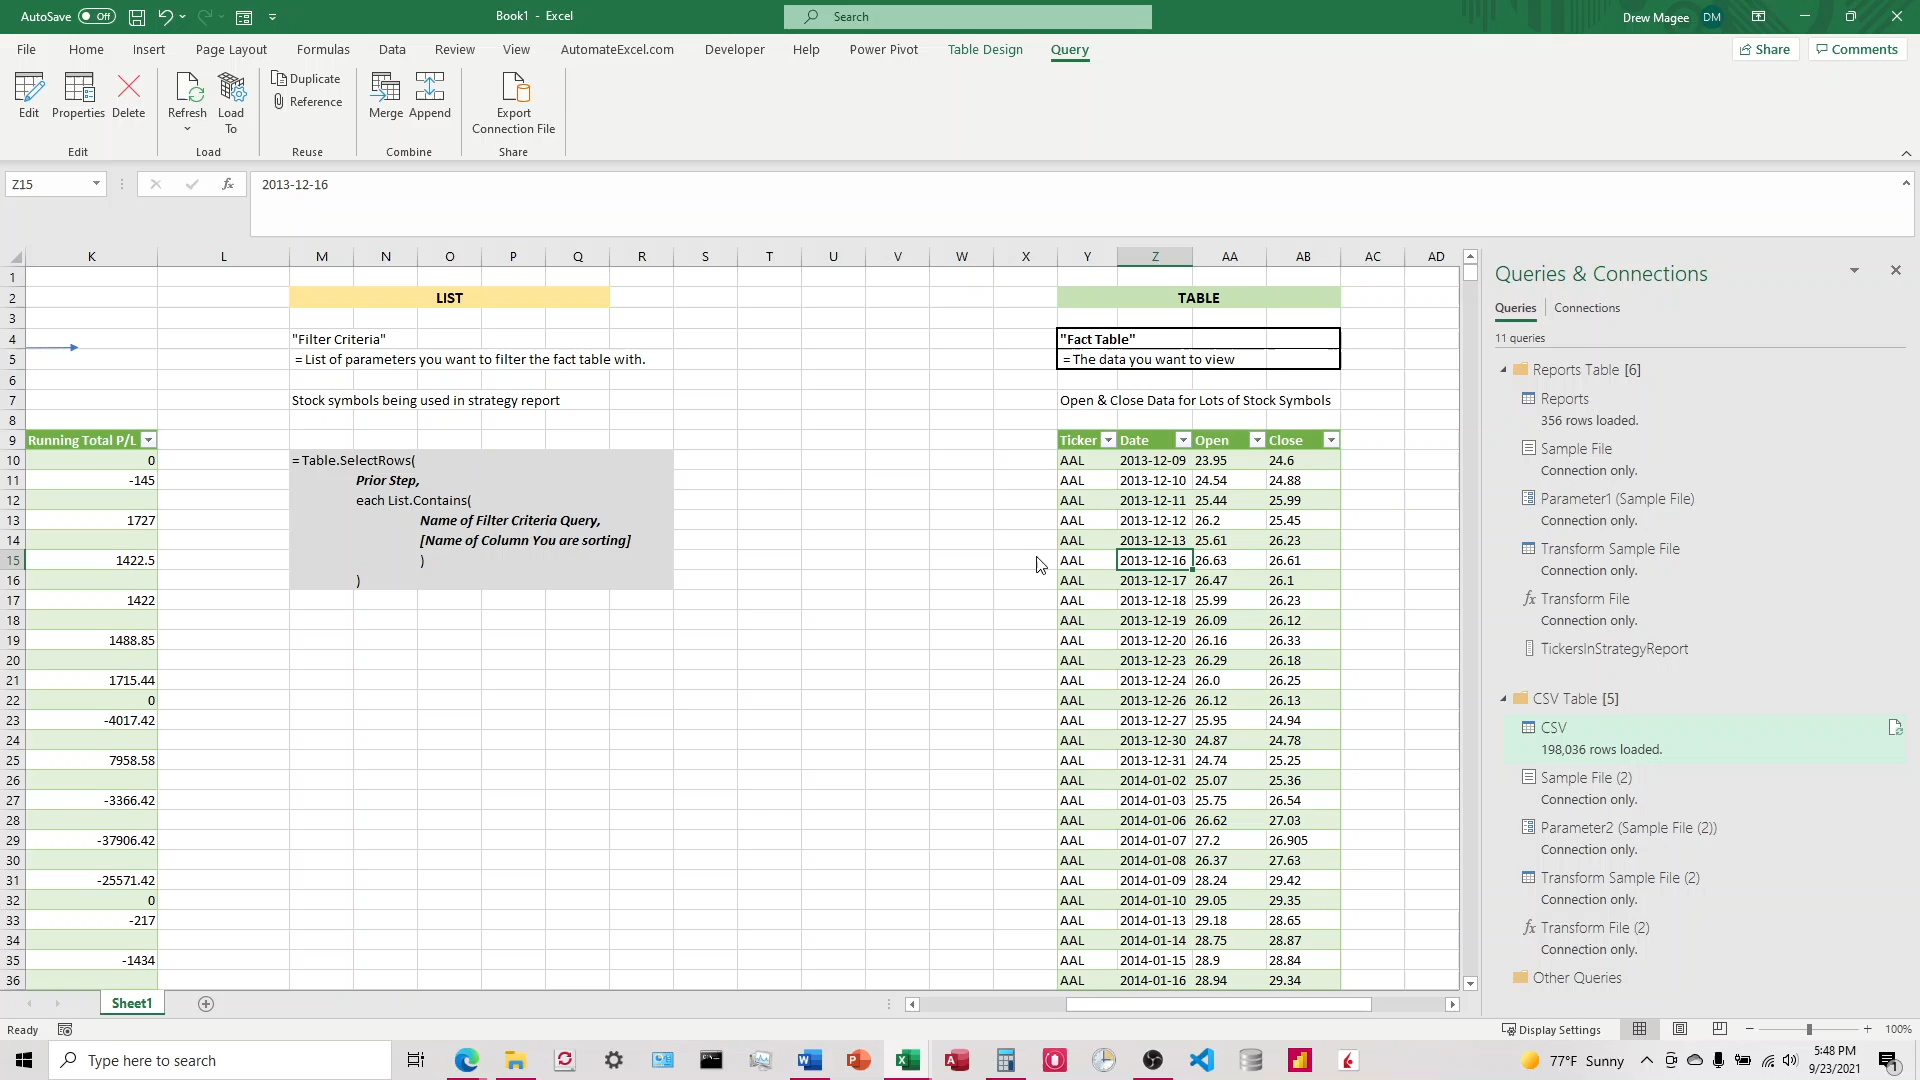 AutoSave Off Book1 - Excel Search Drew Magee DM
File Home Insert Page Layout Formulas Data Review View AutomateExcel.com Developer Help Power Pivot Table Design Query Share Comments
Edit Properties Delete Refresh Load To Duplicate Reference Merge Append Export Connection File
Edit Load Reuse Combine Share
Z15 fx 2013-12-16
K L M N O P Q R S T U V W X Y Z AA AB AC AD
1
2 LIST TABLE
3
4 "Filter Criteria" "Fact Table"
5 = List of parameters you want to filter the fact table with. = The data you want to view
6
7 Stock symbols being used in strategy report Open & Close Data for Lots of Stock Symbols
8
9 Running Total P/L Ticker Date Open Close
10 0 = Table.SelectRows( AAL 2013-12-09 23.95 24.6
11 -145 Prior Step, AAL 2013-12-10 24.54 24.88
12 each List.Contains( AAL 2013-12-11 25.44 25.99
13 1727 Name of Filter Criteria Query, AAL 2013-12-12 26.2 25.45
14 [Name of Column You are sorting] AAL 2013-12-13 25.61 26.23
15 1422.5 ) AAL 2013-12-16 26.63 26.61
16 ) AAL 2013-12-17 26.47 26.1
17 1422 AAL 2013-12-18 25.99 26.23
18 AAL 2013-12-19 26.09 26.12
19 1488.85 AAL 2013-12-20 26.16 26.33
20 AAL 2013-12-23 26.29 26.18
21 1715.44 AAL 2013-12-24 26.0 26.25
22 0 AAL 2013-12-26 26.12 26.13
23 -4017.42 AAL 2013-12-27 25.95 24.94
24 AAL 2013-12-30 24.87 24.78
25 7958.58 AAL 2013-12-31 24.74 25.25
26 AAL 2014-01-02 25.07 25.36
27 -3366.42 AAL 2014-01-03 25.75 26.54
28 AAL 2014-01-06 26.62 27.03
29 -37906.42 AAL 2014-01-07 27.2 26.905
30 AAL 2014-01-08 26.37 27.63
31 -25571.42 AAL 2014-01-09 28.24 29.42
32 0 AAL 2014-01-10 29.05 29.35
33 -217 AAL 2014-01-13 29.18 28.65
34 AAL 2014-01-14 28.75 28.87
35 -1434 AAL 2014-01-15 28.9 28.84
36 AAL 2014-01-16 28.94 29.34
Queries & Connections
Queries Connections
11 queries
Reports Table [6]
Reports
356 rows loaded.
Sample File
Connection only.
Parameter1 (Sample File)
Connection only.
Transform Sample File
Connection only.
fx Transform File
Connection only.
TickersInStrategyReport
CSV Table [5]
CSV
198,036 rows loaded.
Sample File (2)
Connection only.
Parameter2 (Sample File (2))
Connection only.
Transform Sample File (2)
Connection only.
fx Transform File (2)
Connection only.
Other Queries
Sheet1
Ready Display Settings 100%
Type here to search 77°F Sunny 5:48 PM
9/23/2021 1